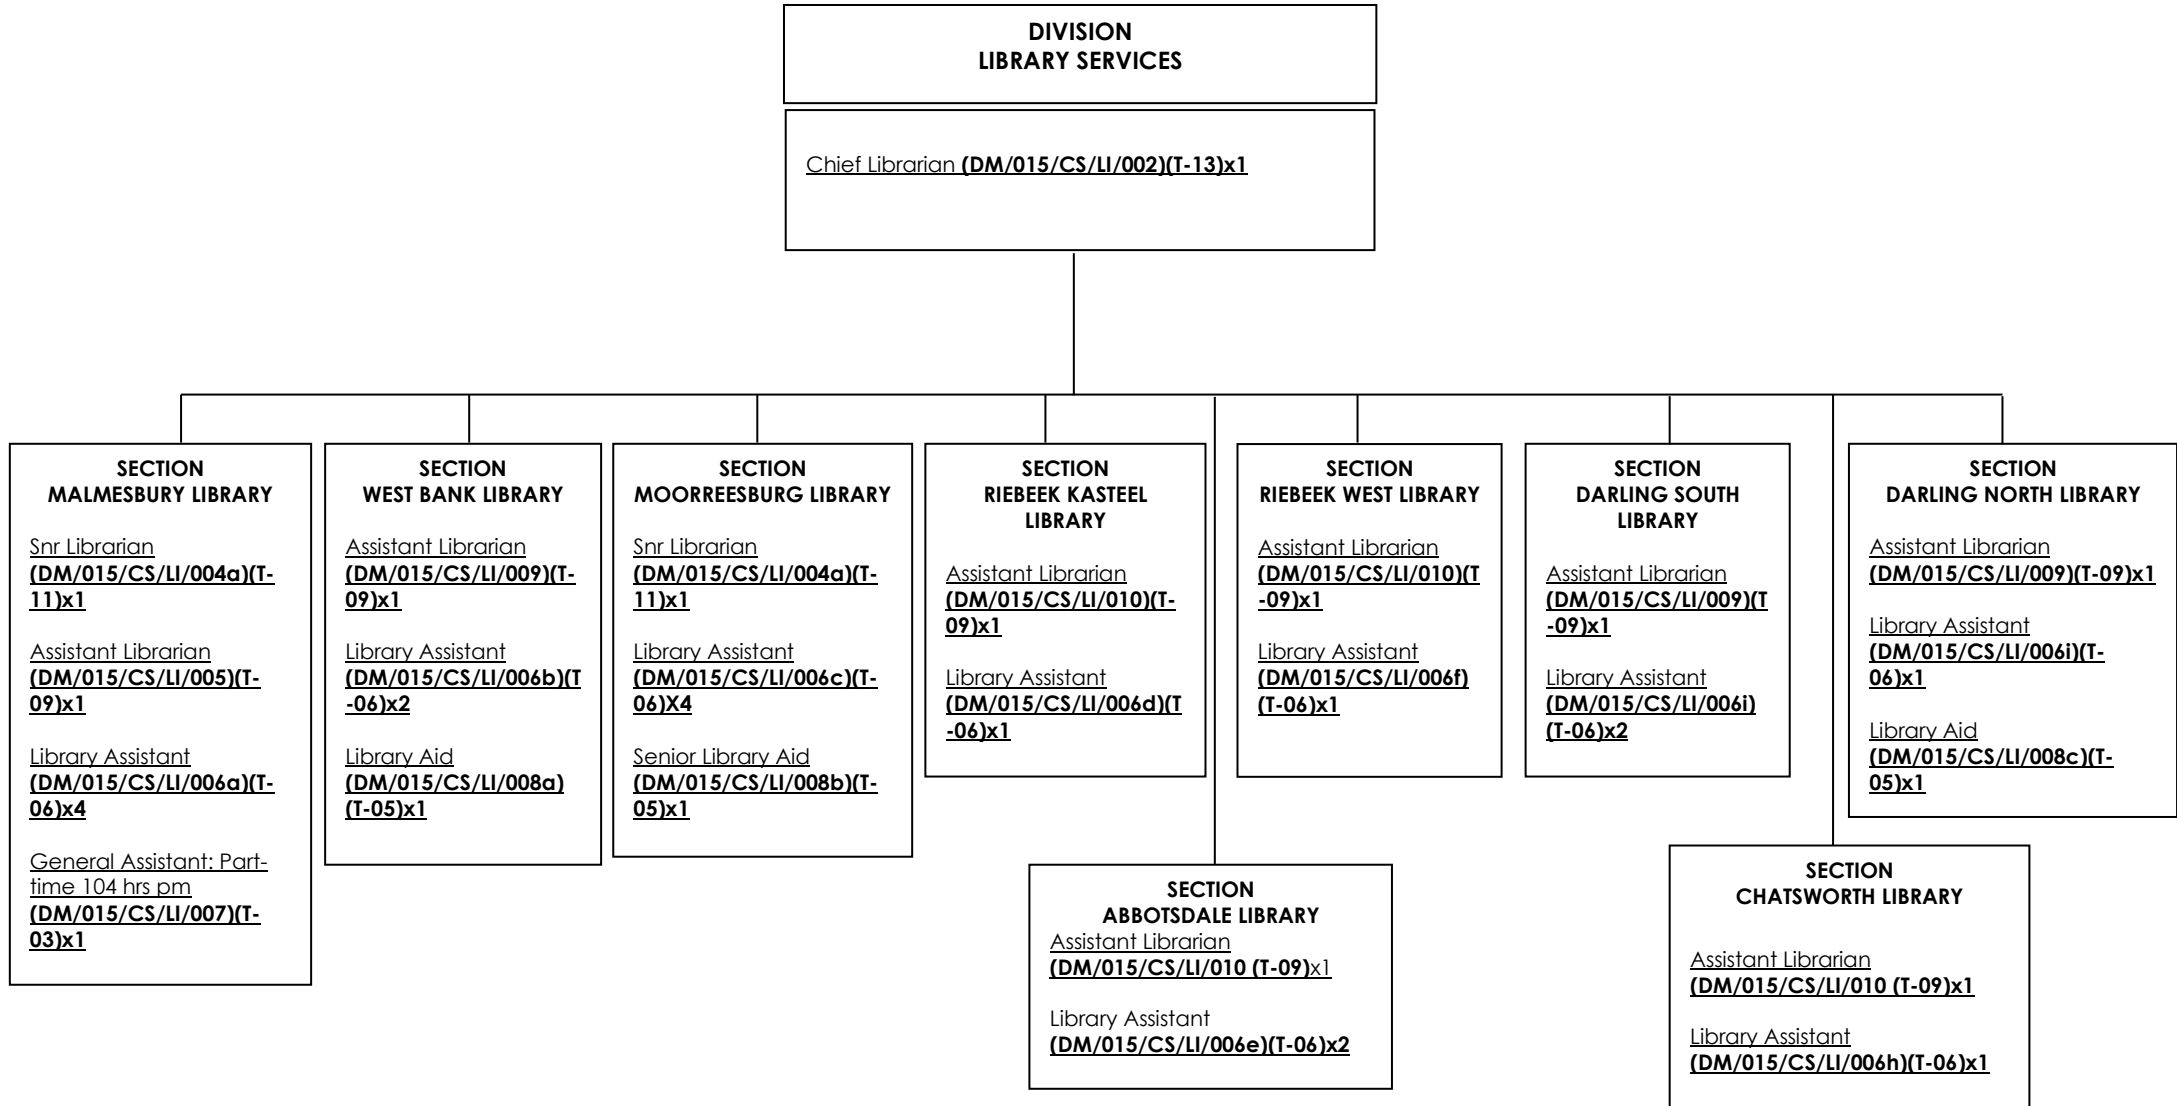 DIVISION
LIBRARY SERVICES
Chief Librarian (DM/015/CS/LI/002)(T-13)x1
SECTION
MALMESBURY LIBRARY
Snr Librarian
(DM/015/CS/LI/004a)(T-
11)x1
Assistant Librarian
(DM/015/CS/LI/005)(T-
09)x1
Library Assistant
(DM/015/CS/LI/006a)(T-
06)x4
General Assistant: Part-
time 104 hrs pm
(DM/015/CS/LI/007)(T-
03)x1
SECTION
WEST BANK LIBRARY
Assistant Librarian
(DM/015/CS/LI/009)(T-
09)x1
Library Assistant
(DM/015/CS/LI/006b)(T
-06)x2
Library Aid
(DM/015/CS/LI/008a)
(T-05)x1
SECTION
MOORREESBURG LIBRARY
Snr Librarian
(DM/015/CS/LI/004a)(T-
11)x1
Library Assistant
(DM/015/CS/LI/006c)(T-
06)X4
Senior Library Aid
(DM/015/CS/LI/008b)(T-
05)x1
SECTION
RIEBEEK KASTEEL
LIBRARY
Assistant Librarian
(DM/015/CS/LI/010)(T-
09)x1
Library Assistant
(DM/015/CS/LI/006d)(T
-06)x1
SECTION
RIEBEEK WEST LIBRARY
Assistant Librarian
(DM/015/CS/LI/010)(T
-09)x1
Library Assistant
(DM/015/CS/LI/006f)
(T-06)x1
SECTION
DARLING SOUTH
LIBRARY
Assistant Librarian
(DM/015/CS/LI/009)(T
-09)x1
Library Assistant
(DM/015/CS/LI/006i)
(T-06)x2
SECTION
DARLING NORTH LIBRARY
Assistant Librarian
(DM/015/CS/LI/009)(T-09)x1
Library Assistant
(DM/015/CS/LI/006i)(T-
06)x1
Library Aid
(DM/015/CS/LI/008c)(T-
05)x1
SECTION
ABBOTSDALE LIBRARY
Assistant Librarian
(DM/015/CS/LI/010 (T-09)x1
Library Assistant
(DM/015/CS/LI/006e)(T-06)x2
SECTION
CHATSWORTH LIBRARY
Assistant Librarian
(DM/015/CS/LI/010 (T-09)x1
Library Assistant
(DM/015/CS/LI/006h)(T-06)x1